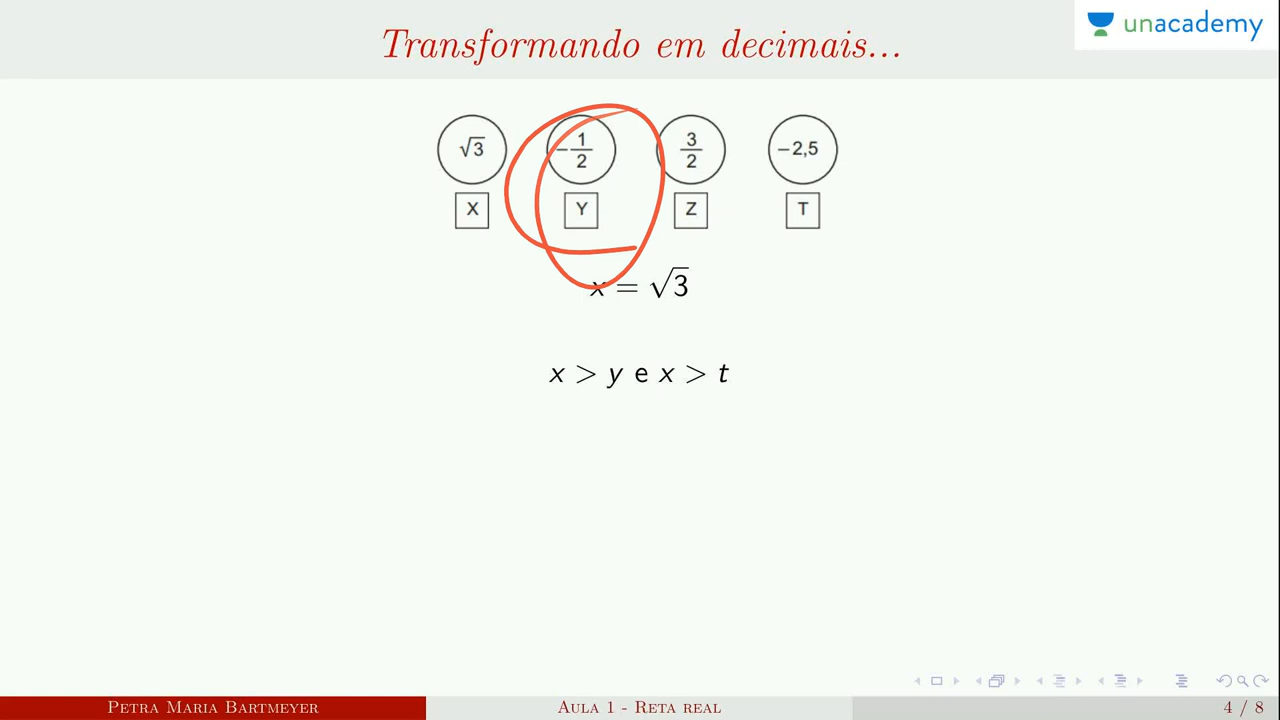 Transformando em decimais...
unacademy
√3 −1/2 3/2 −2,5
X Y Z T
x = √3
x > y e x > t
Petra Maria Bartmeyer Aula 1 - Reta real 4 / 8